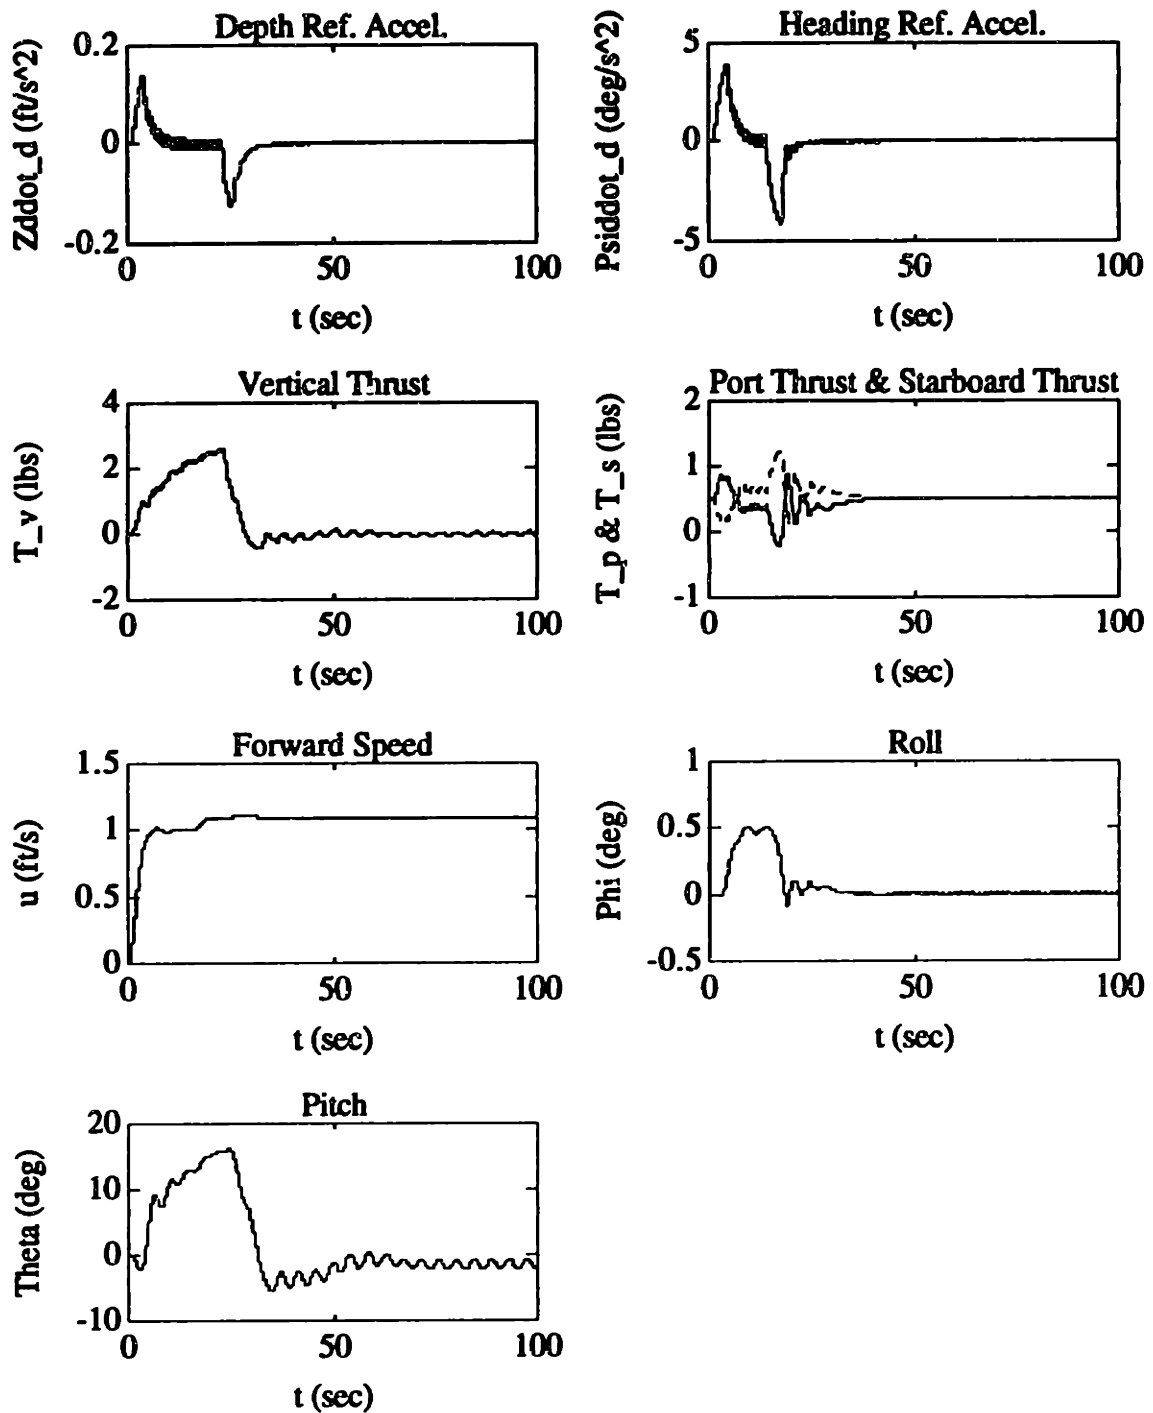 Depth Ref. Accel.
Zddot_d (ft/s^2)
0.2
0
-0.2
0
50
100
t (sec)
Heading Ref. Accel.
Psiddot_d (deg/s^2)
5
0
-5
0
50
100
t (sec)
Vertical Thrust
T_v (lbs)
4
2
0
-2
0
50
100
t (sec)
Port Thrust & Starboard Thrust
T_p & T_s (lbs)
2
1
0
-1
0
50
100
t (sec)
Forward Speed
u (ft/s)
1.5
1
0.5
0
0
50
100
t (sec)
Roll
Phi (deg)
1
0.5
0
-0.5
0
50
100
t (sec)
Pitch
Theta (deg)
20
10
0
-10
0
50
100
t (sec)